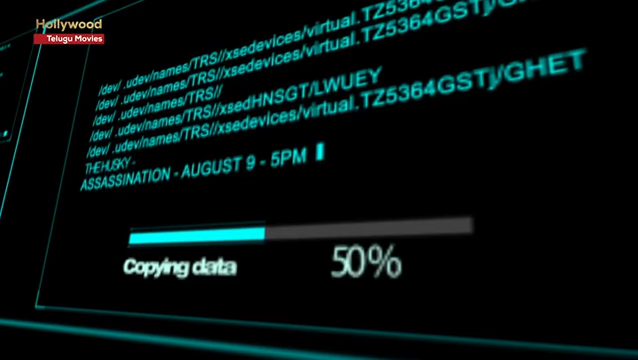 Hollywood
Telugu Movies
/dev/ .udev/names/TRS//xsedevices/virtual.TZ5364
/dev/ .udev/names/TRS//xsedevices/virtual.TZ5364GSTj/GHET
/dev/ .udev/names/TRS//
/dev/ .udev/names/TRS//xsedHNSGT/LWUEY
/dev/ .udev/names/TRS//xsedevices/virtual.TZ5364GSTj/GHET
THE HUSKY -
ASSASSINATION - AUGUST 9 - 5PM
Copying data
50%